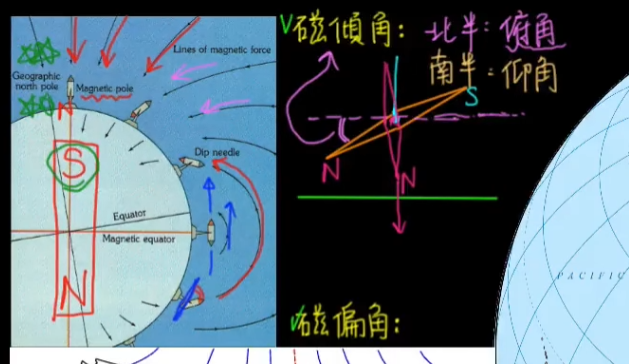 Lines of magnetic force
Geographic
north pole
Magnetic pole
N
S
Dip needle
Equator
Magnetic equator
N
磁傾角：北半：俯角
南半：仰角
S
N
N
磁偏角：
PACIFIC